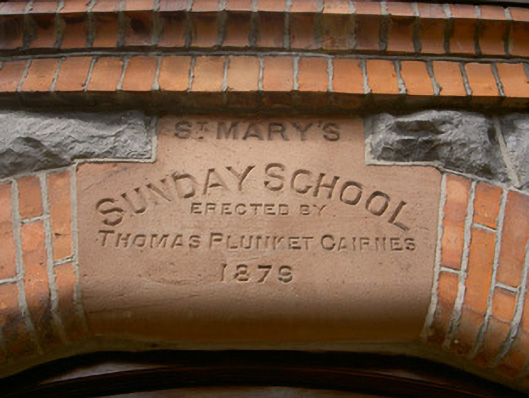 ST MARY'S
SUNDAY SCHOOL
ERECTED BY
THOMAS PLUNKET CAIRNES
1879